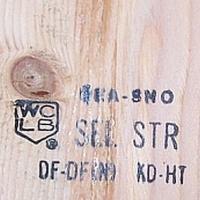 SEA-SNO
WC
LB®
SEL STR
DF-DF(N) KD-HT